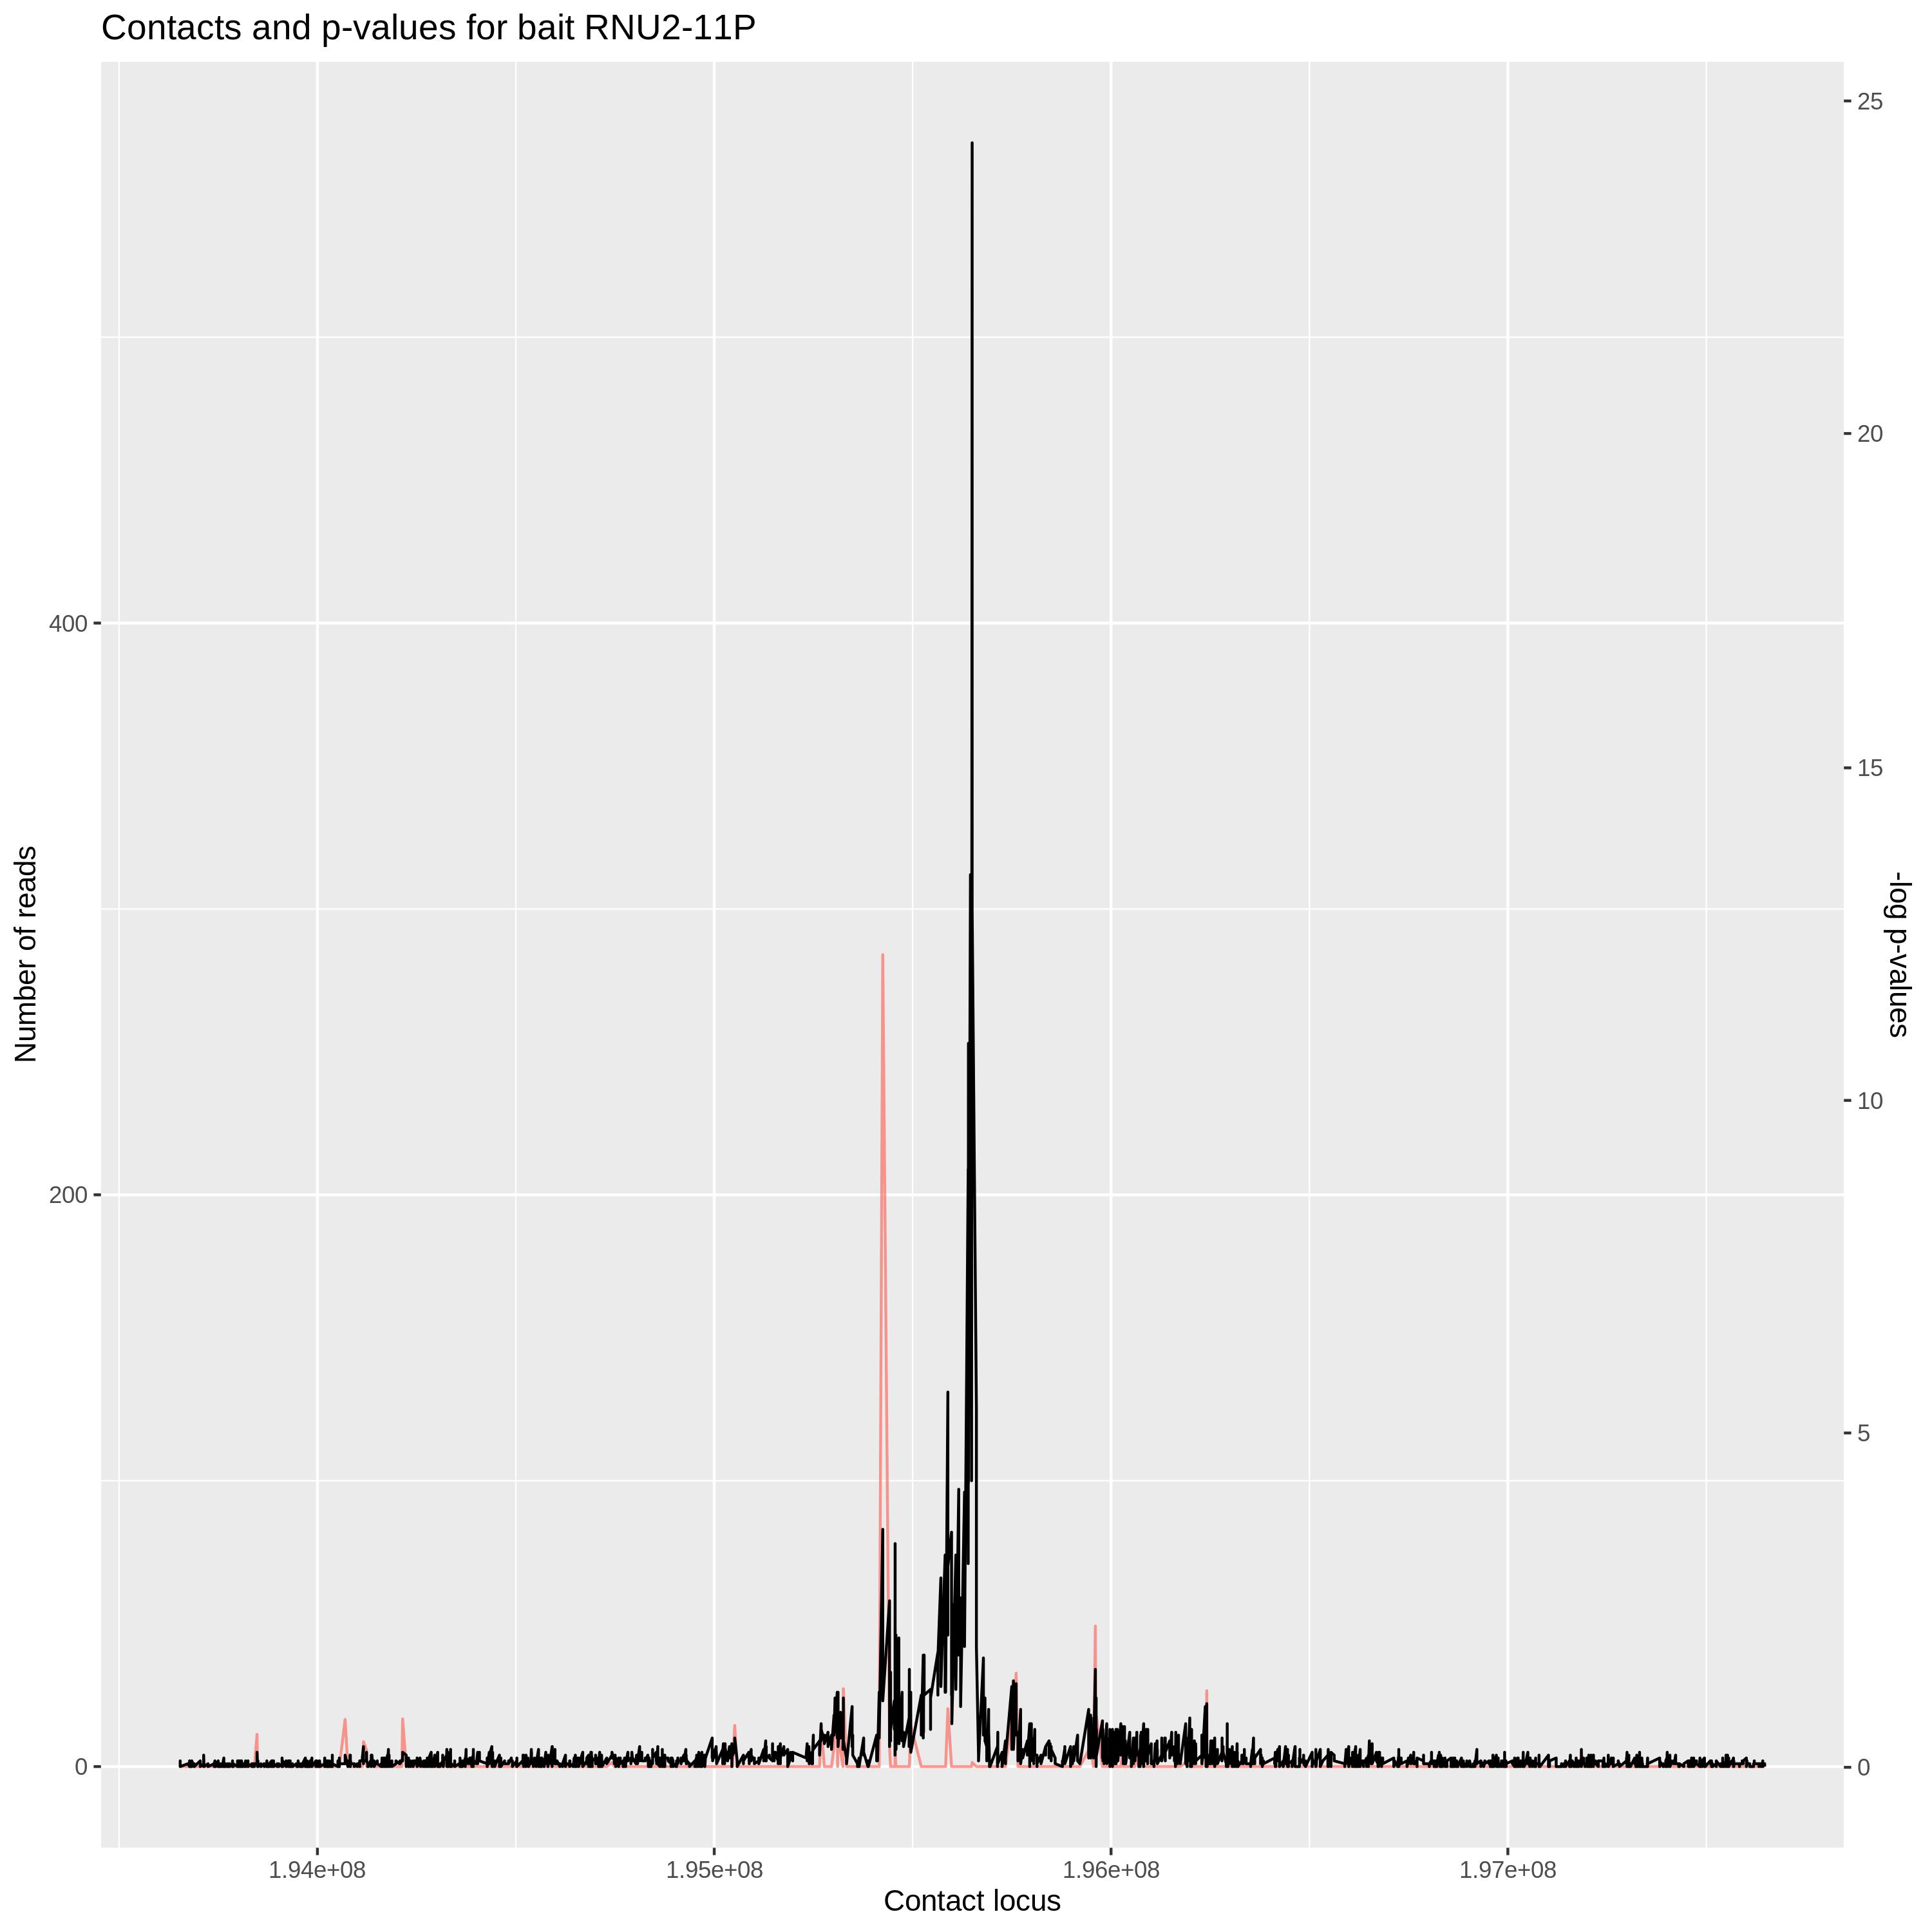 Contacts and p-values for bait RNU2-11P
Number of reads
400
200
0
25
20
15
10
5
0
-log p-values
1.94e+08
1.95e+08
1.96e+08
1.97e+08
Contact locus